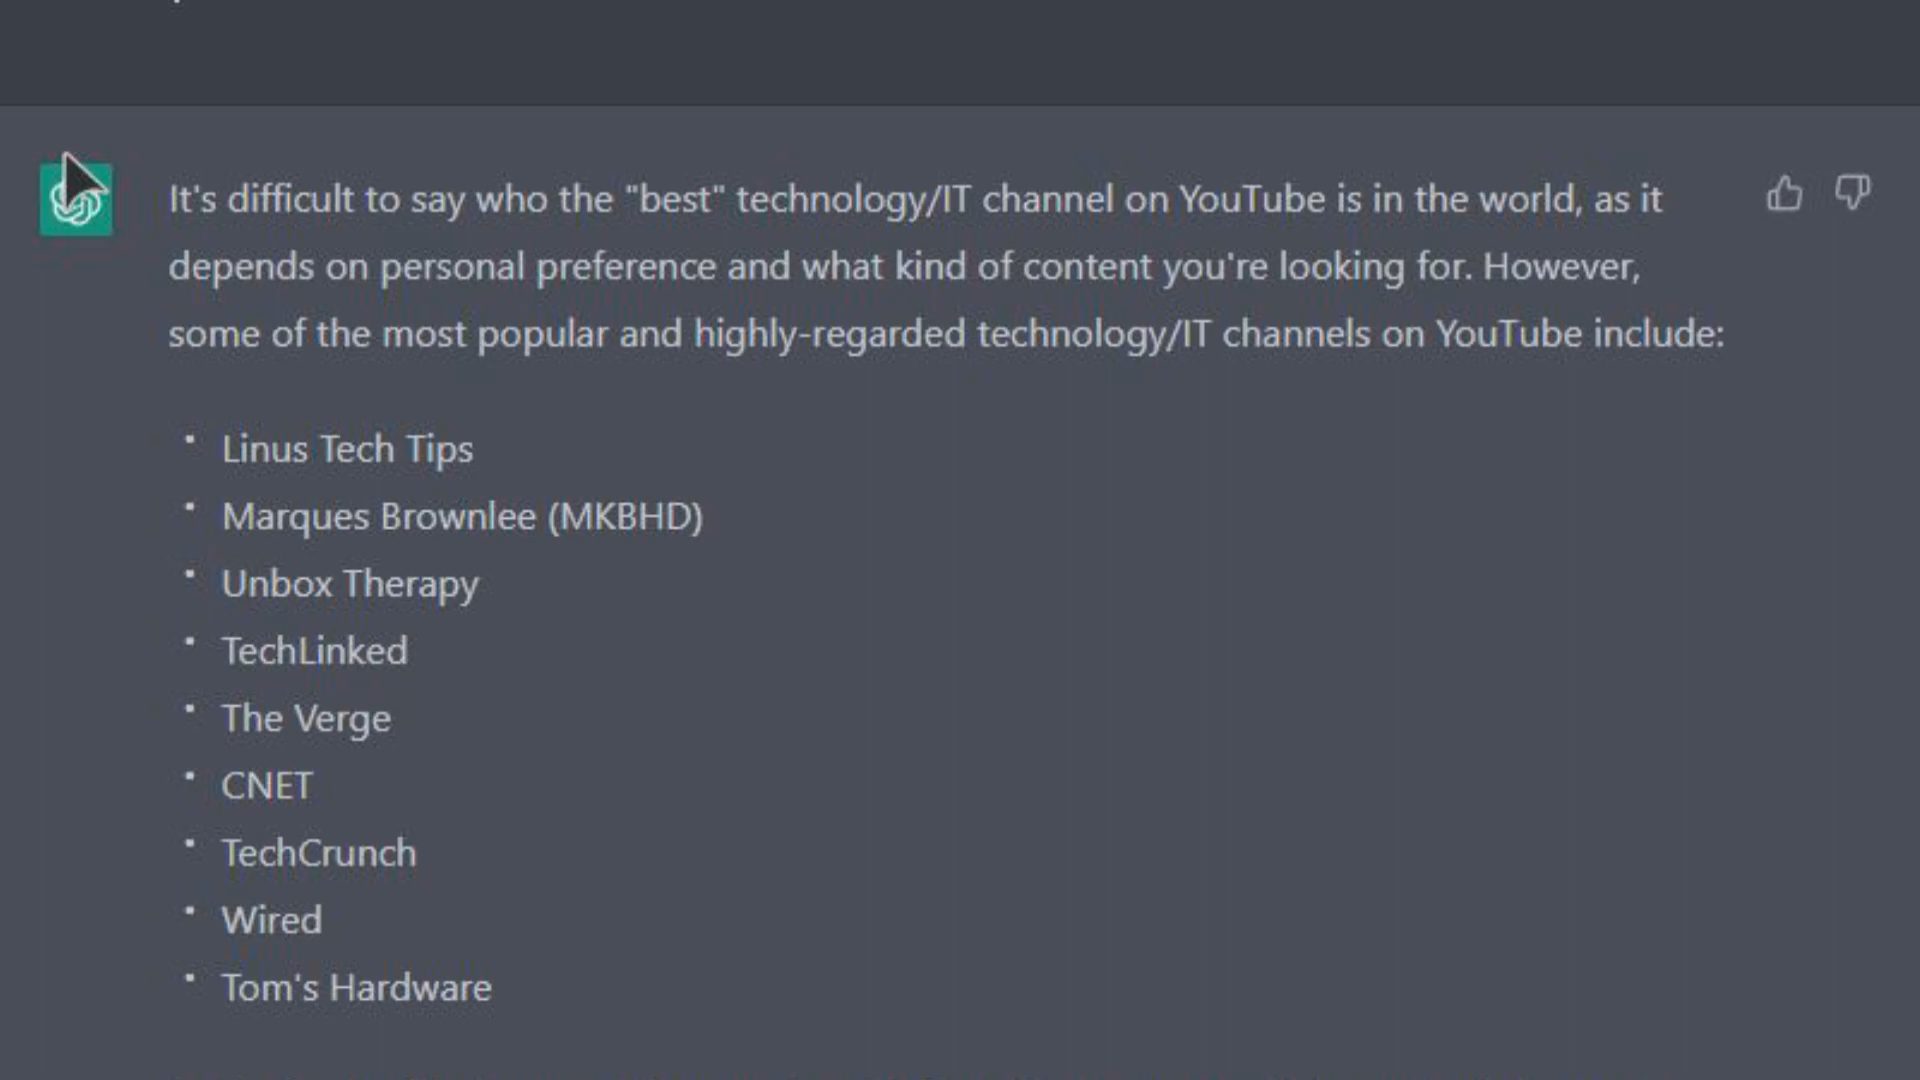 It's difficult to say who the "best" technology/IT channel on YouTube is in the world, as it
depends on personal preference and what kind of content you're looking for. However,
some of the most popular and highly-regarded technology/IT channels on YouTube include:
• Linus Tech Tips
• Marques Brownlee (MKBHD)
• Unbox Therapy
• TechLinked
• The Verge
• CNET
• TechCrunch
• Wired
• Tom's Hardware